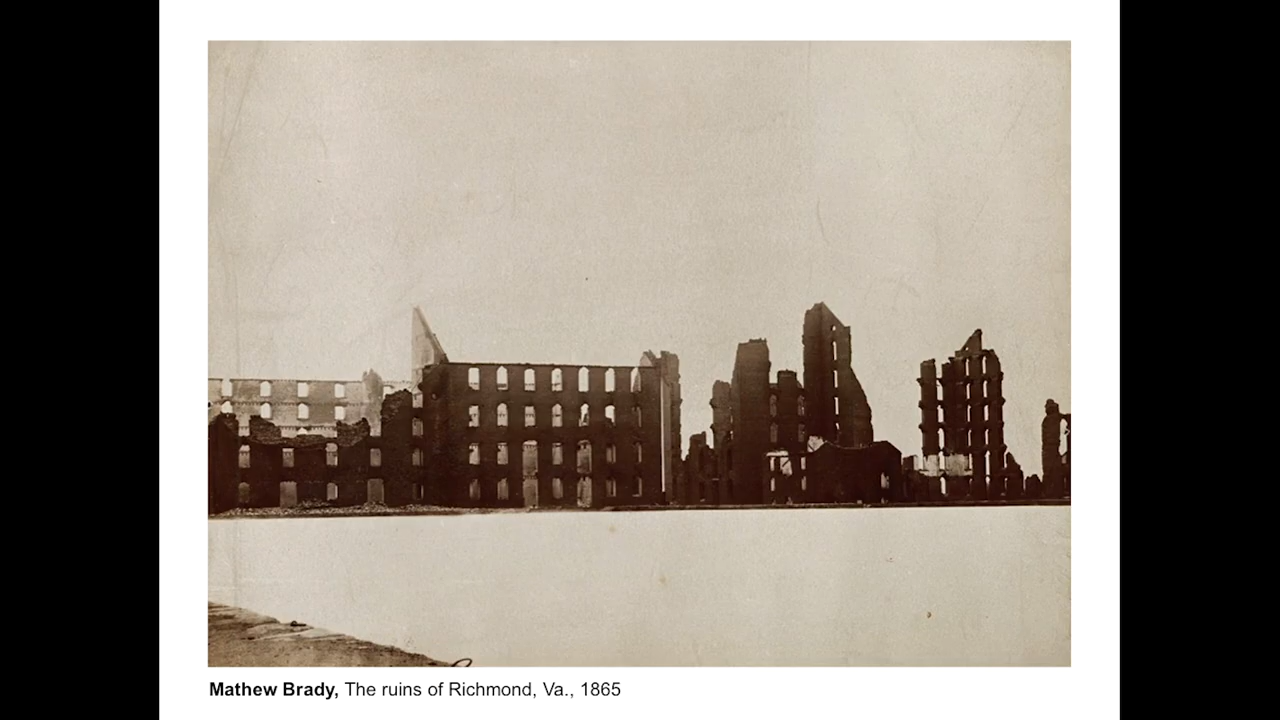 Mathew Brady, The ruins of Richmond, Va., 1865